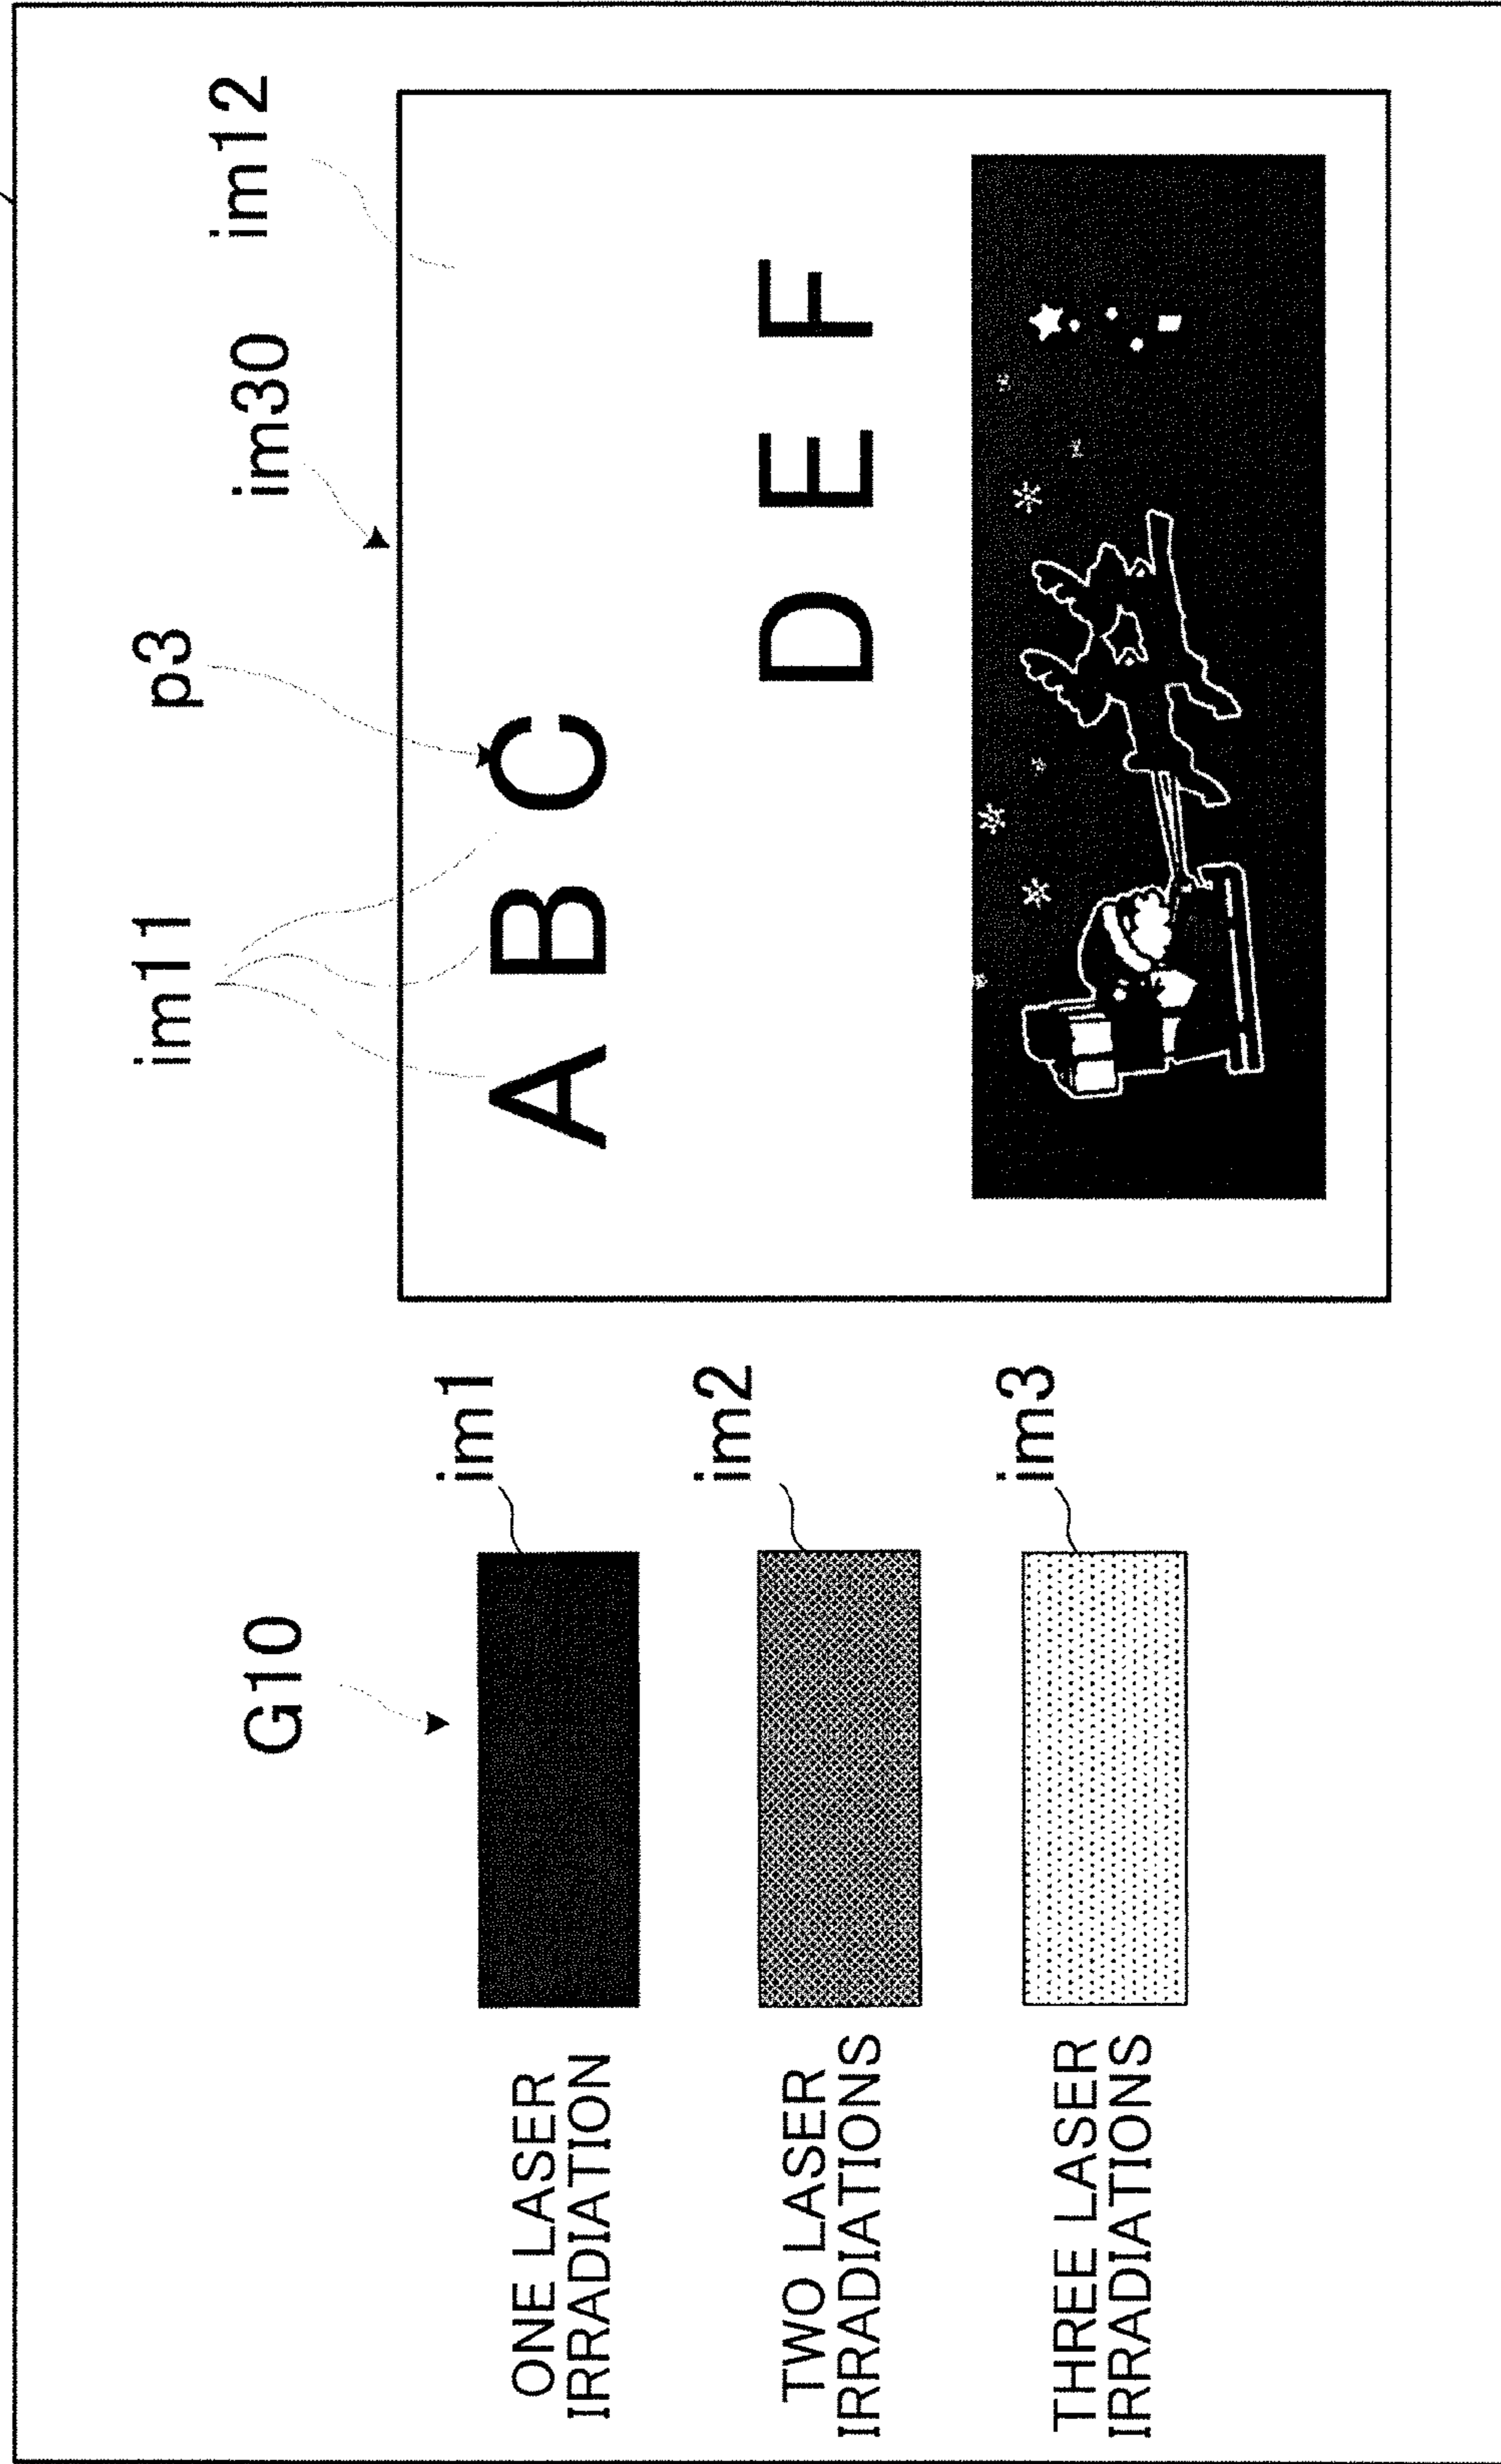 G10
ONE LASER
IRRADIATION
im1
TWO LASER
IRRADIATIONS
im2
THREE LASER
IRRADIATIONS
im3
im11
p3
im30
im12
A B C
D E F